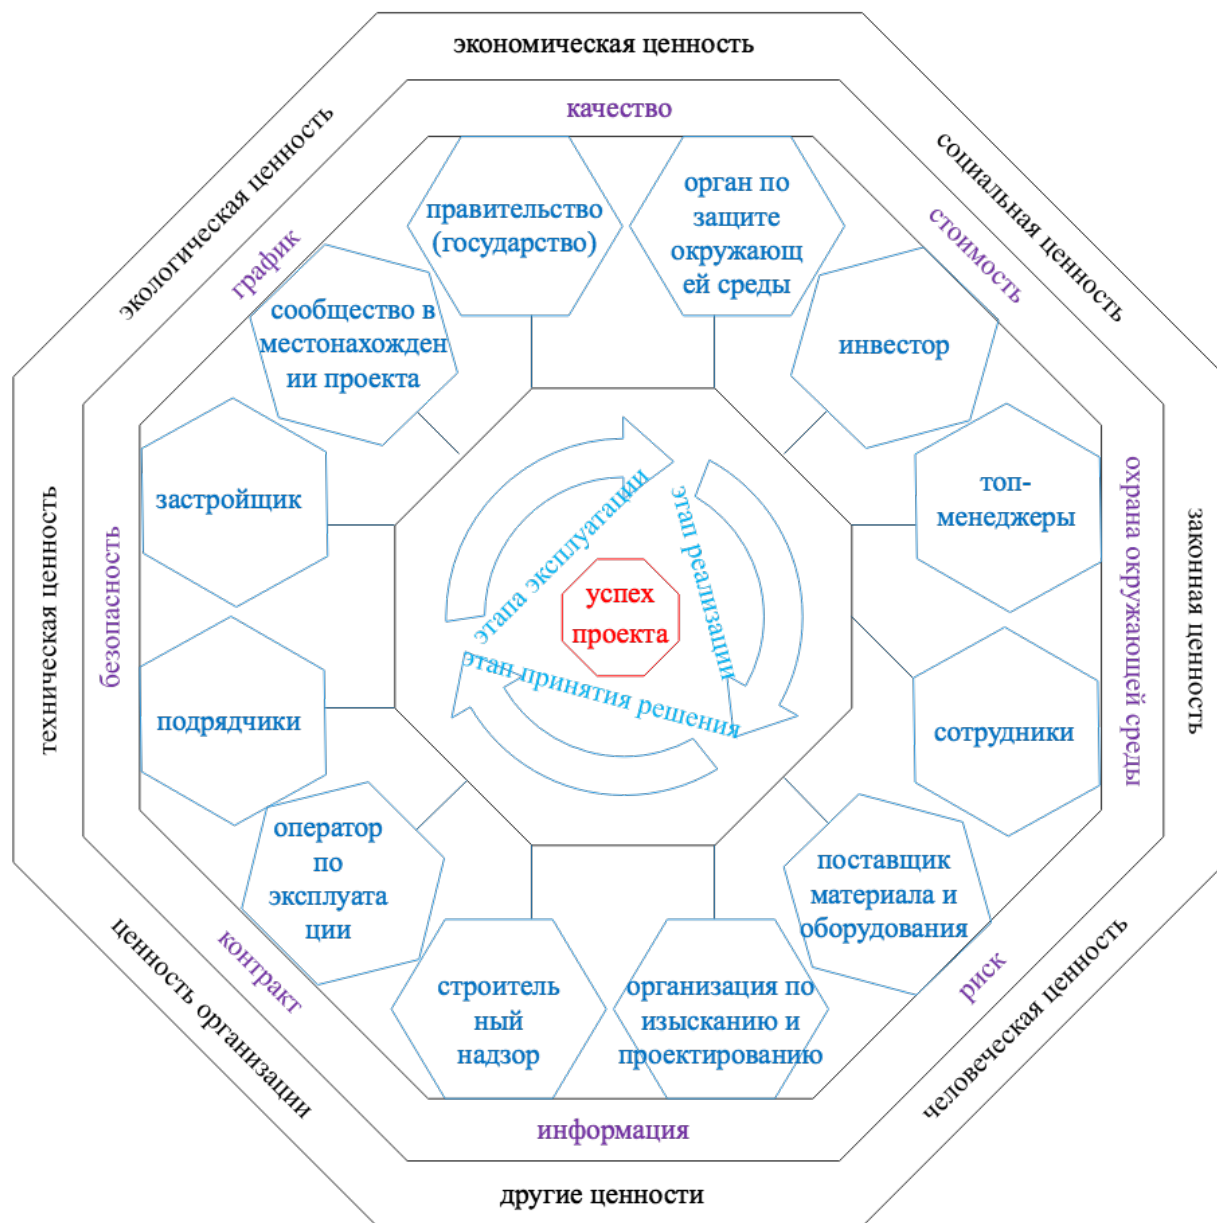 экономическая ценность
качество
экологическая ценность
график
социальная ценность
стоимость
правительство
(государство)
орган по
защите
окружающ
ей среды
сообщество в
местонахожден
ии проекта
инвестор
застройщик
топ-
менеджеры
техническая ценность
безопасность
охрана окружающей среды
законная ценность
этапа эксплуатации
этап реализации
успех
проекта
этап принятия решения
подрядчики
сотрудники
оператор
по
эксплуата
ции
поставщик
материала и
оборудования
ценность организации
контракт
риск
человеческая ценность
строитель
ный
надзор
организация по
изысканию и
проектированию
информация
другие ценности